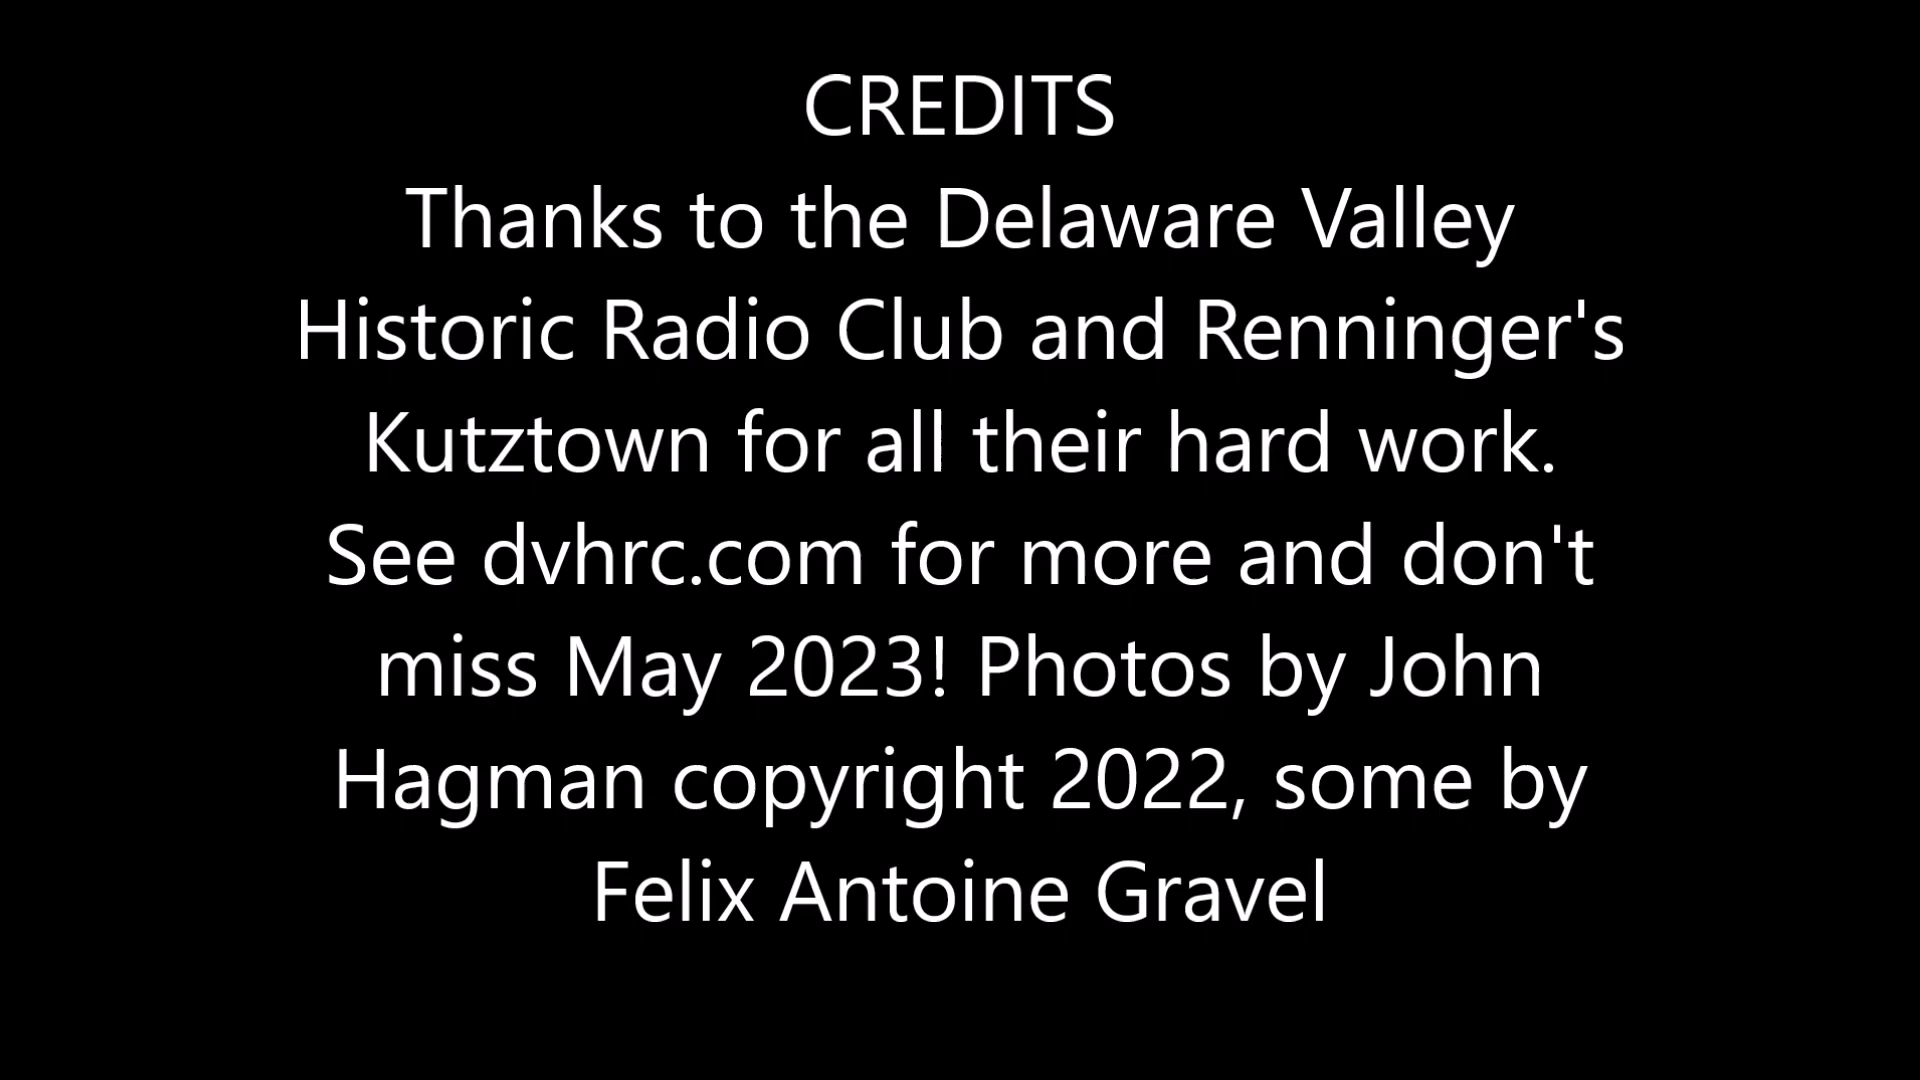 CREDITS
Thanks to the Delaware Valley
Historic Radio Club and Renninger's
Kutztown for all their hard work.
See dvhrc.com for more and don't
miss May 2023! Photos by John
Hagman copyright 2022, some by
Felix Antoine Gravel